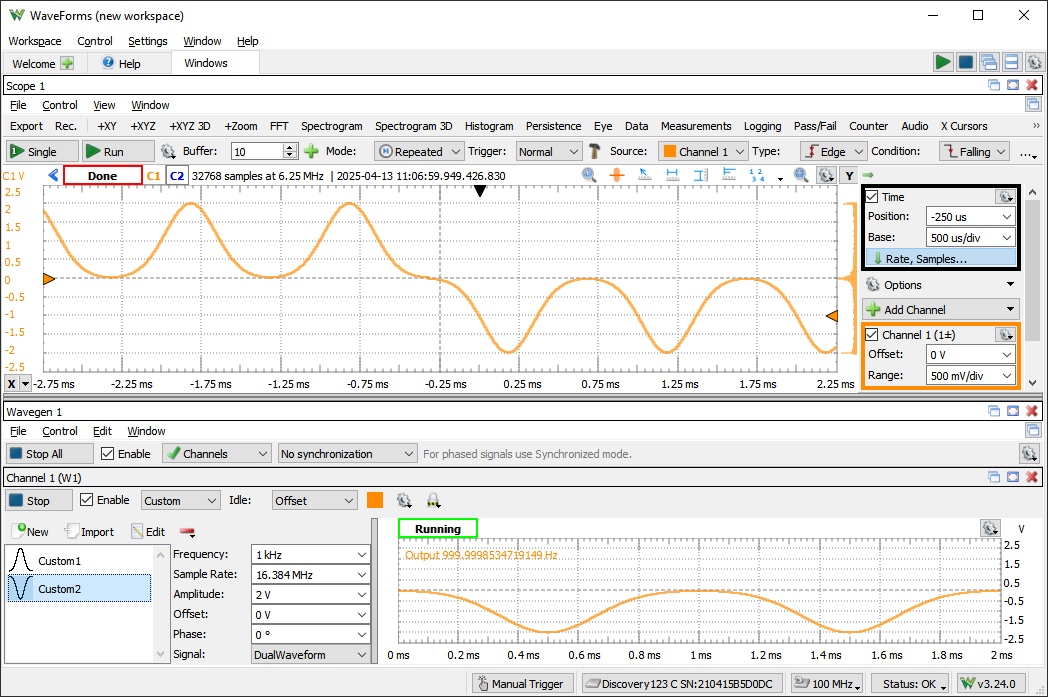 WaveForms (new workspace)
Workspace Control Settings Window Help
Welcome Help Windows
Scope 1
File Control View Window
Export Rec. +XY +XYZ +XYZ 3D +Zoom FFT Spectrogram Spectrogram 3D Histogram Persistence Eye Data Measurements Logging Pass/Fail Counter Audio X Cursors »
Single Run Buffer: 10 Mode: Repeated Trigger: Normal Source: Channel 1 Type: Edge Condition: Falling ...
C1 V Done C1 C2 32768 samples at 6.25 MHz | 2025-04-13 11:06:59.949.426.830 Y
2.5
2
1.5
1
0.5
0
-0.5
-1
-1.5
-2
-2.5
X -2.75 ms -2.25 ms -1.75 ms -1.25 ms -0.75 ms -0.25 ms 0.25 ms 0.75 ms 1.25 ms 1.75 ms 2.25 ms
Time
Position: -250 us
Base: 500 us/div
Rate, Samples...
Options
Add Channel
Channel 1 (1±)
Offset: 0 V
Range: 500 mV/div
Wavegen 1
File Control Edit Window
Stop All Enable Channels No synchronization For phased signals use Synchronized mode.
Channel 1 (W1)
Stop Enable Custom Idle: Offset
New Import Edit
Custom1
Custom2
Frequency: 1 kHz
Sample Rate: 16.384 MHz
Amplitude: 2 V
Offset: 0 V
Phase: 0 °
Signal: DualWaveform
Running V
Output 999.9998534719149 Hz
2.5
1.5
0.5
-0.5
-1.5
-2.5
0 ms 0.2 ms 0.4 ms 0.6 ms 0.8 ms 1 ms 1.2 ms 1.4 ms 1.6 ms 1.8 ms 2 ms
Manual Trigger Discovery123 C SN:210415B5D0DC 100 MHz Status: OK v3.24.0